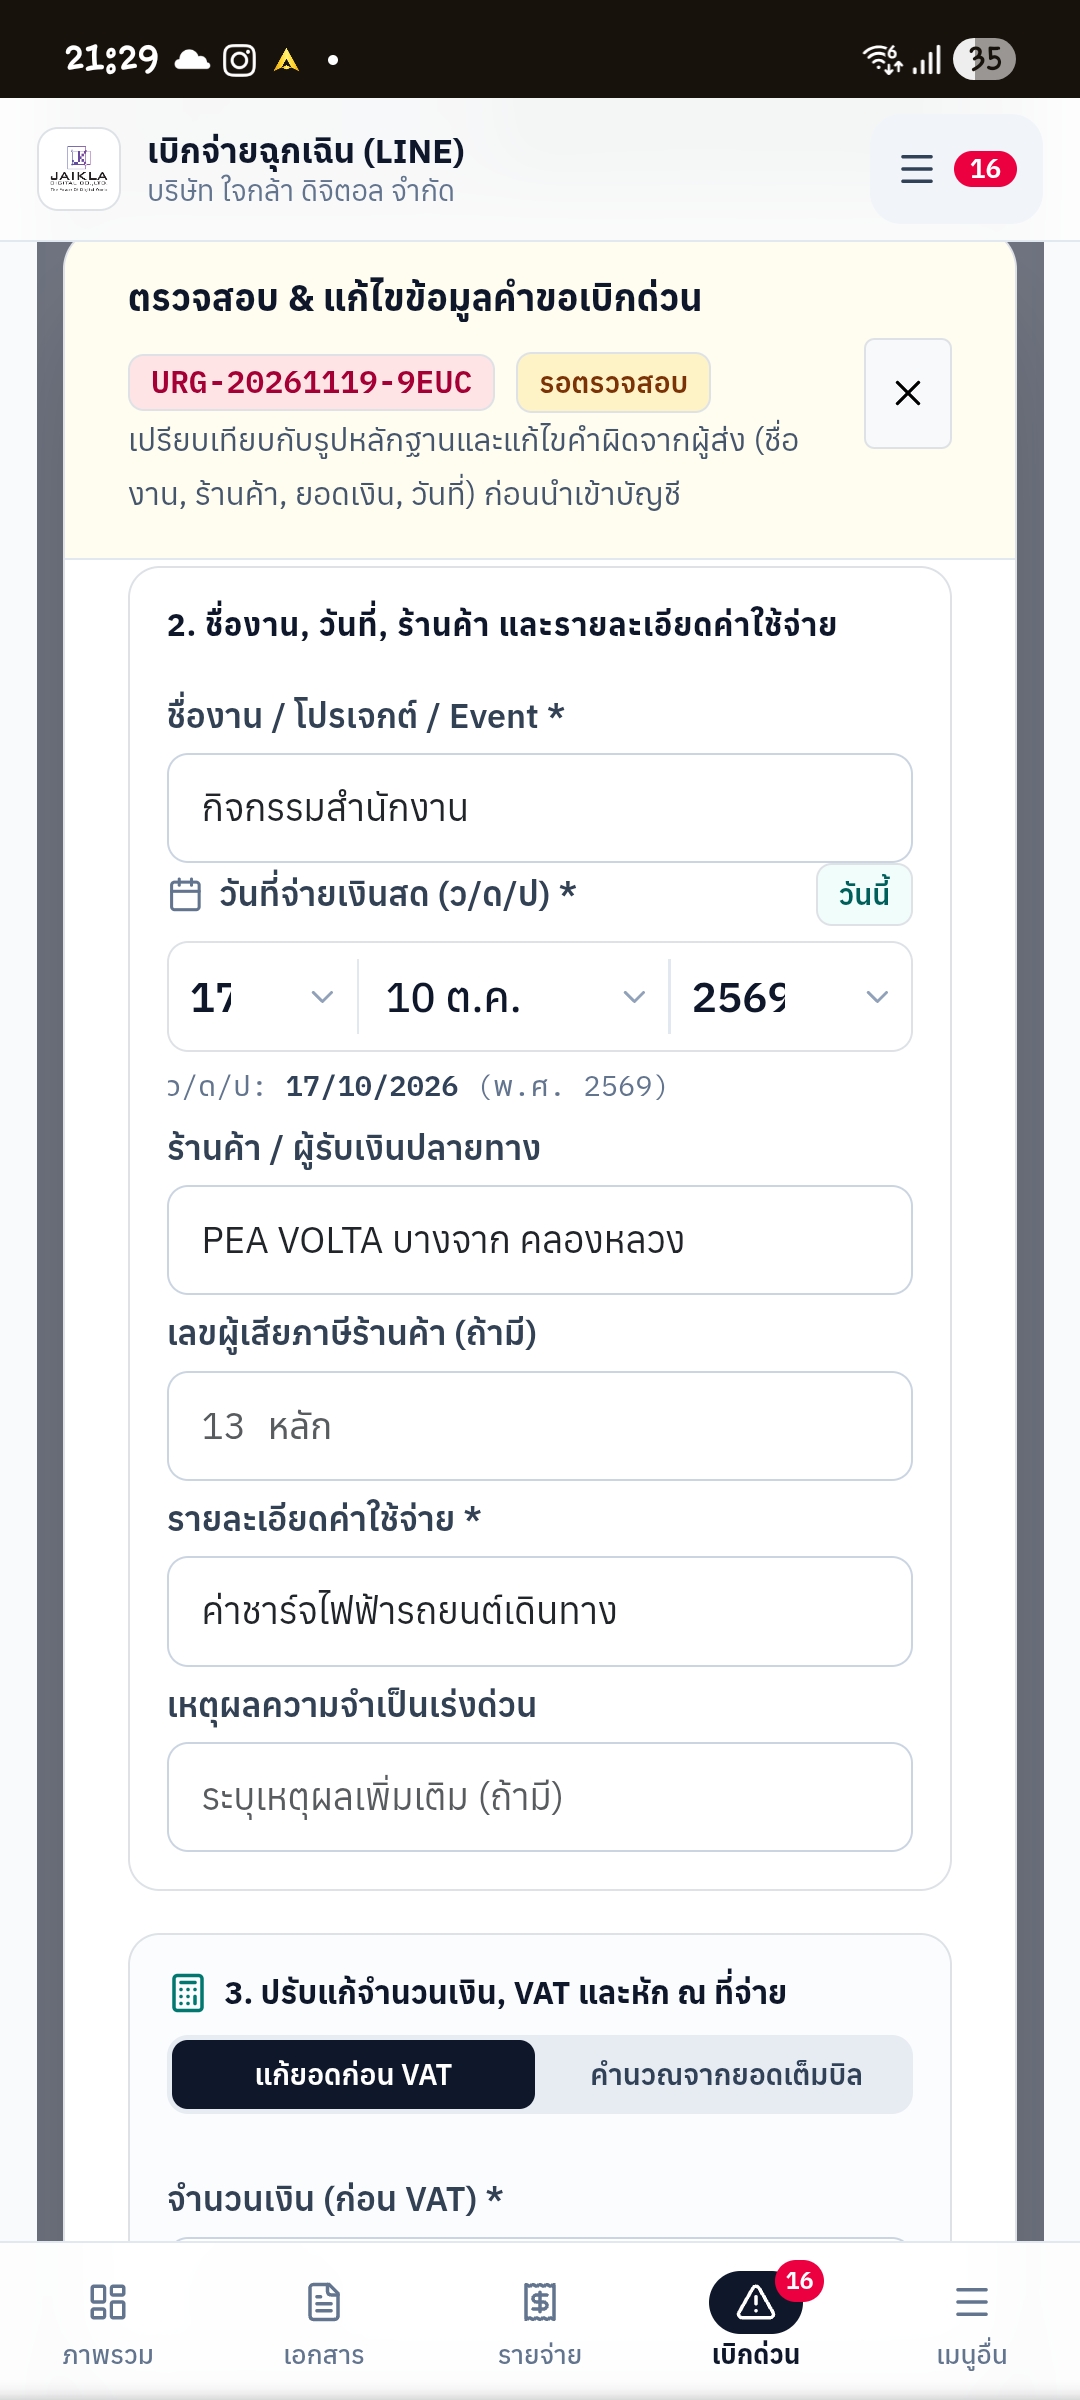 21:29
6
35
JAIKLA
DIGITAL CO.,LTD.
เบิกจ่ายฉุกเฉิน (LINE)
บริษัท ใจกล้า ดิจิตอล จำกัด
16
ตรวจสอบ & แก้ไขข้อมูลคำขอเบิกด่วน
URG-20261119-9EUC
รอตรวจสอบ
เปรียบเทียบกับรูปหลักฐานและแก้ไขคำผิดจากผู้ส่ง (ชื่อ
งาน, ร้านค้า, ยอดเงิน, วันที่) ก่อนนำเข้าบัญชี
2. ชื่องาน, วันที่, ร้านค้า และรายละเอียดค่าใช้จ่าย
ชื่องาน / โปรเจกต์ / Event *
กิจกรรมสำนักงาน
วันที่จ่ายเงินสด (ว/ด/ป) *
วันนี้
17
10 ต.ค.
2569
ว/ด/ป: 17/10/2026 (พ.ศ. 2569)
ร้านค้า / ผู้รับเงินปลายทาง
PEA VOLTA บางจาก คลองหลวง
เลขผู้เสียภาษีร้านค้า (ถ้ามี)
13 หลัก
รายละเอียดค่าใช้จ่าย *
ค่าชาร์จไฟฟ้ารถยนต์เดินทาง
เหตุผลความจำเป็นเร่งด่วน
ระบุเหตุผลเพิ่มเติม (ถ้ามี)
3. ปรับแก้จำนวนเงิน, VAT และหัก ณ ที่จ่าย
แก้ยอดก่อน VAT
คำนวณจากยอดเต็มบิล
จำนวนเงิน (ก่อน VAT) *
16
ภาพรวม
เอกสาร
รายจ่าย
เบิกด่วน
เมนูอื่น